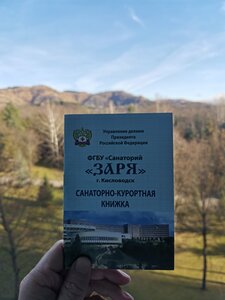 Управление делами
Президента
Российской Федерации
ФГБУ «Санаторий
«ЗАРЯ»
г. Кисловодск
САНАТОРНО-КУРОРТНАЯ
КНИЖКА